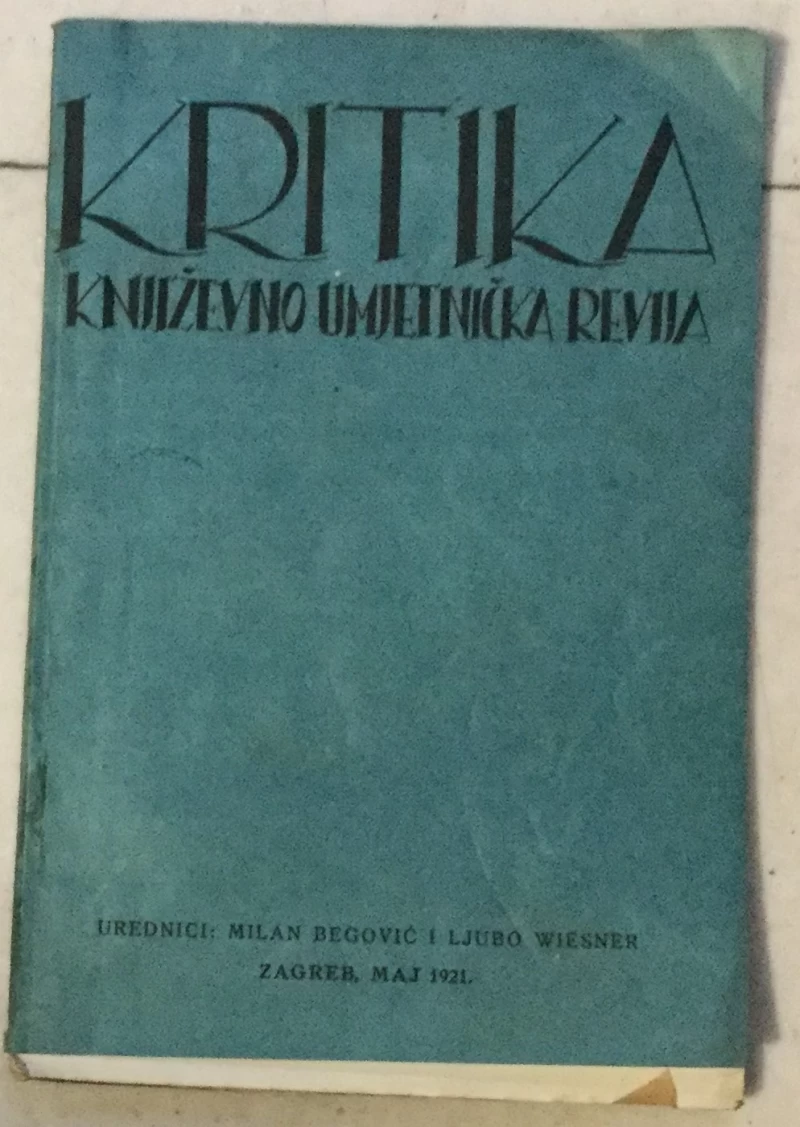 KRITIKA
KNJIŽEVNO UMJETNIČKA REVIJA
UREDNICI: MILAN BEGOVIĆ I LJUBO WIESNER
ZAGREB, MAJ 1921.